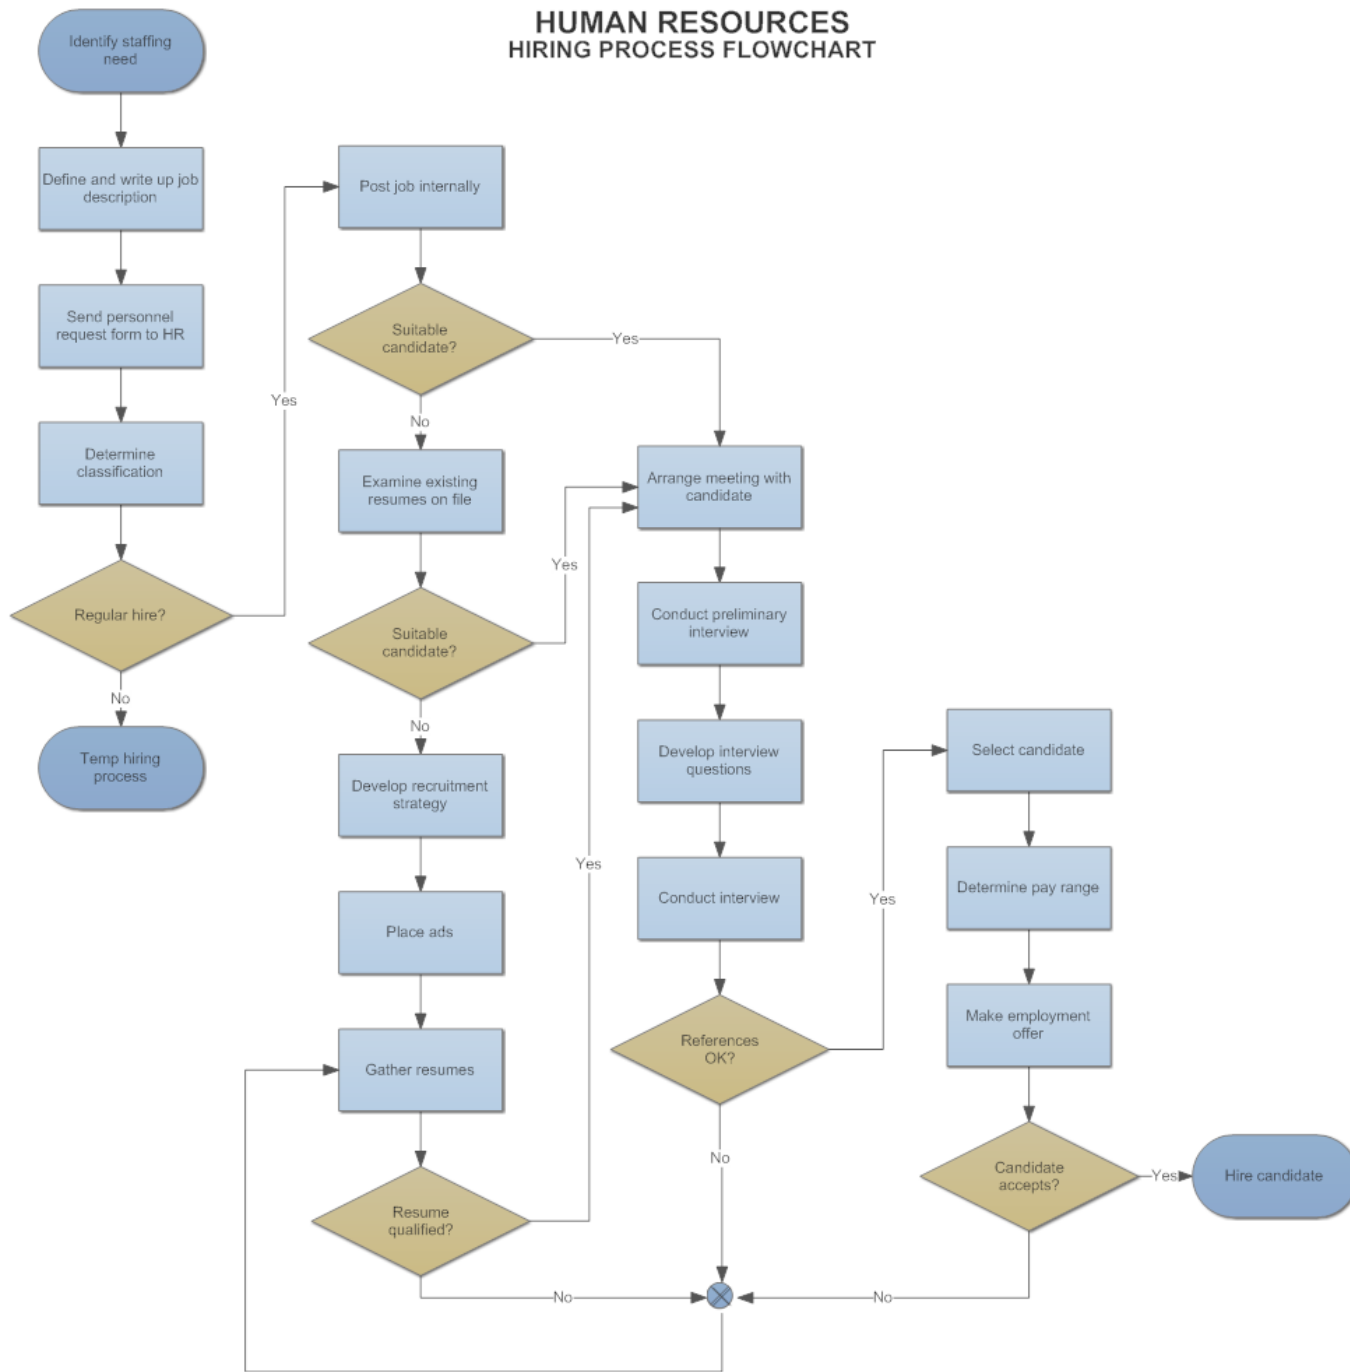 HUMAN RESOURCES
HIRING PROCESS FLOWCHART
Identify staffing
need
Define and write up job
description
Send personnel
request form to HR
Determine
classification
Regular hire?
Yes
No
Temp hiring
process
Post job internally
Suitable
candidate?
Yes
No
Examine existing
resumes on file
Suitable
candidate?
Yes
No
Develop recruitment
strategy
Place ads
Gather resumes
Resume
qualified?
Yes
No
Arrange meeting with
candidate
Conduct preliminary
interview
Develop interview
questions
Conduct interview
References
OK?
Yes
No
Select candidate
Determine pay range
Make employment
offer
Candidate
accepts?
Yes
No
Hire candidate